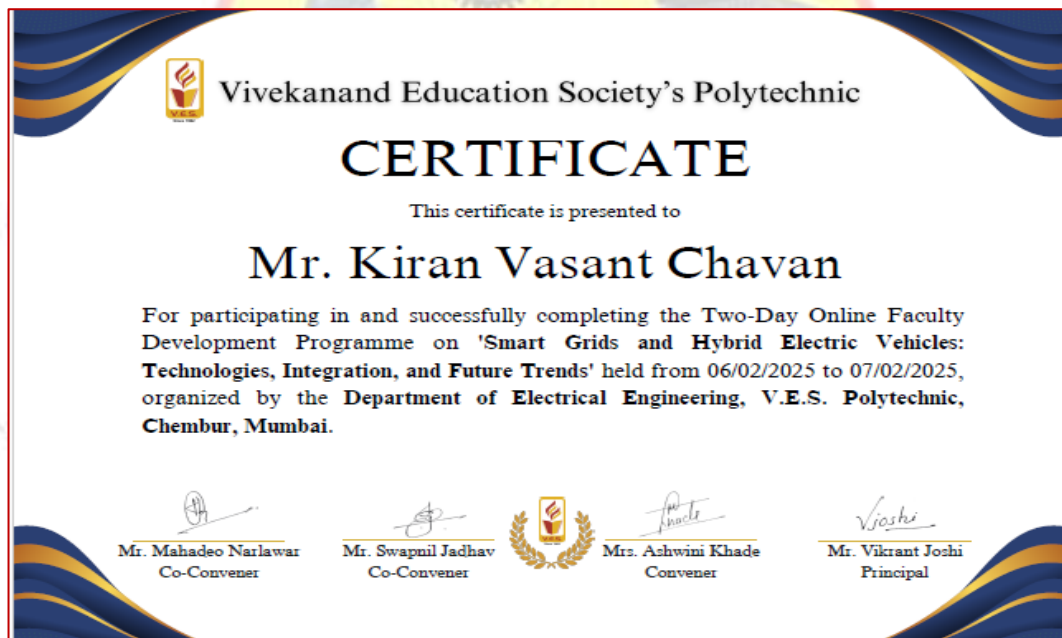 V.E.S.
Since 1962
Vivekanand Education Society's Polytechnic
CERTIFICATE
This certificate is presented to
Mr. Kiran Vasant Chavan
For participating in and successfully completing the Two-Day Online Faculty
Development Programme on 'Smart Grids and Hybrid Electric Vehicles:
Technologies, Integration, and Future Trends' held from 06/02/2025 to 07/02/2025,
organized by the Department of Electrical Engineering, V.E.S. Polytechnic,
Chembur, Mumbai.
Vjoshi
V.E.S.
Mr. Mahadeo Narlawar
Mr. Swapnil Jadhav
Mrs. Ashwini Khade
Mr. Vikrant Joshi
Co-Convener
Co-Convener
Convener
Principal